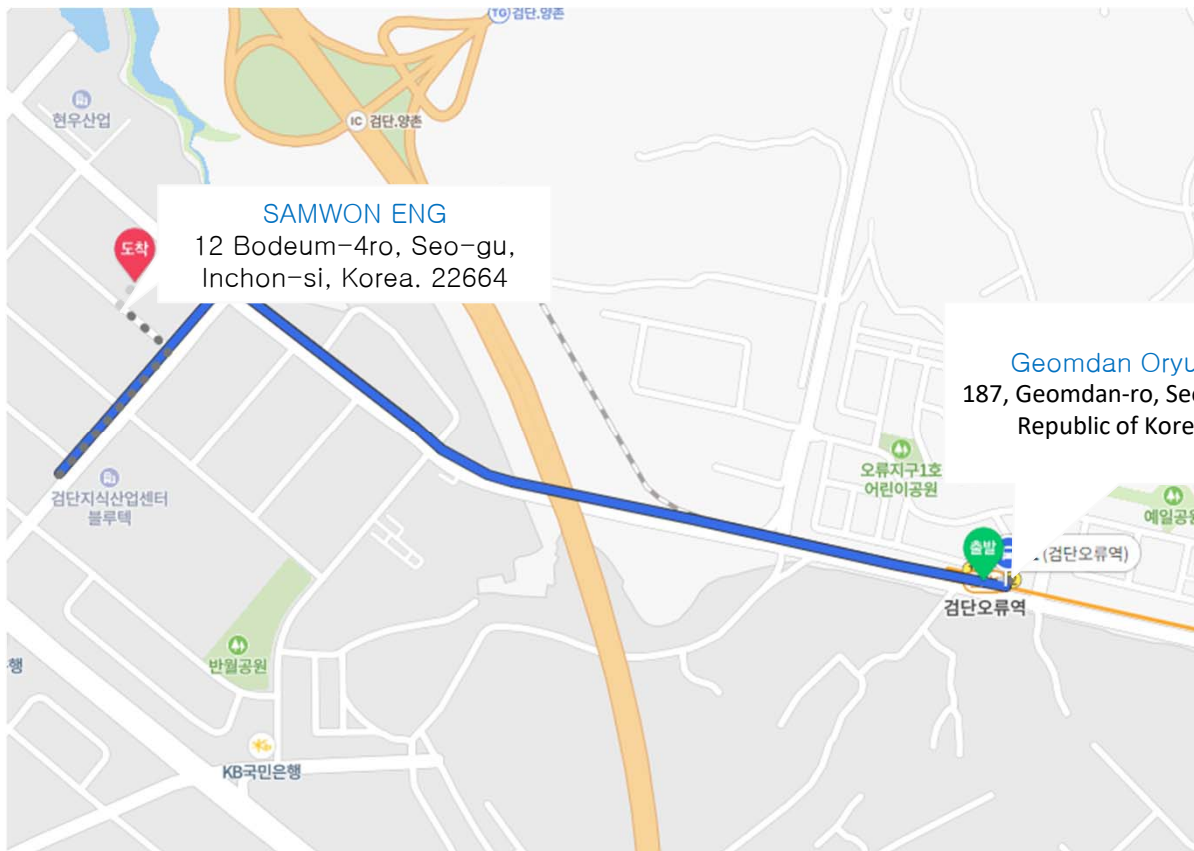 TG 검단.양촌
현우산업
IC 검단.양촌
도착
SAMWON ENG
12 Bodeum-4ro, Seo-gu,
Inchon-si, Korea. 22664
Geomdan Oryu
187, Geomdan-ro, Seo
Republic of Kore
오류지구1호
어린이공원
예일공원
검단지식산업센터
블루텍
출발
(검단오류역)
검단오류역
반월공원
행
KB국민은행